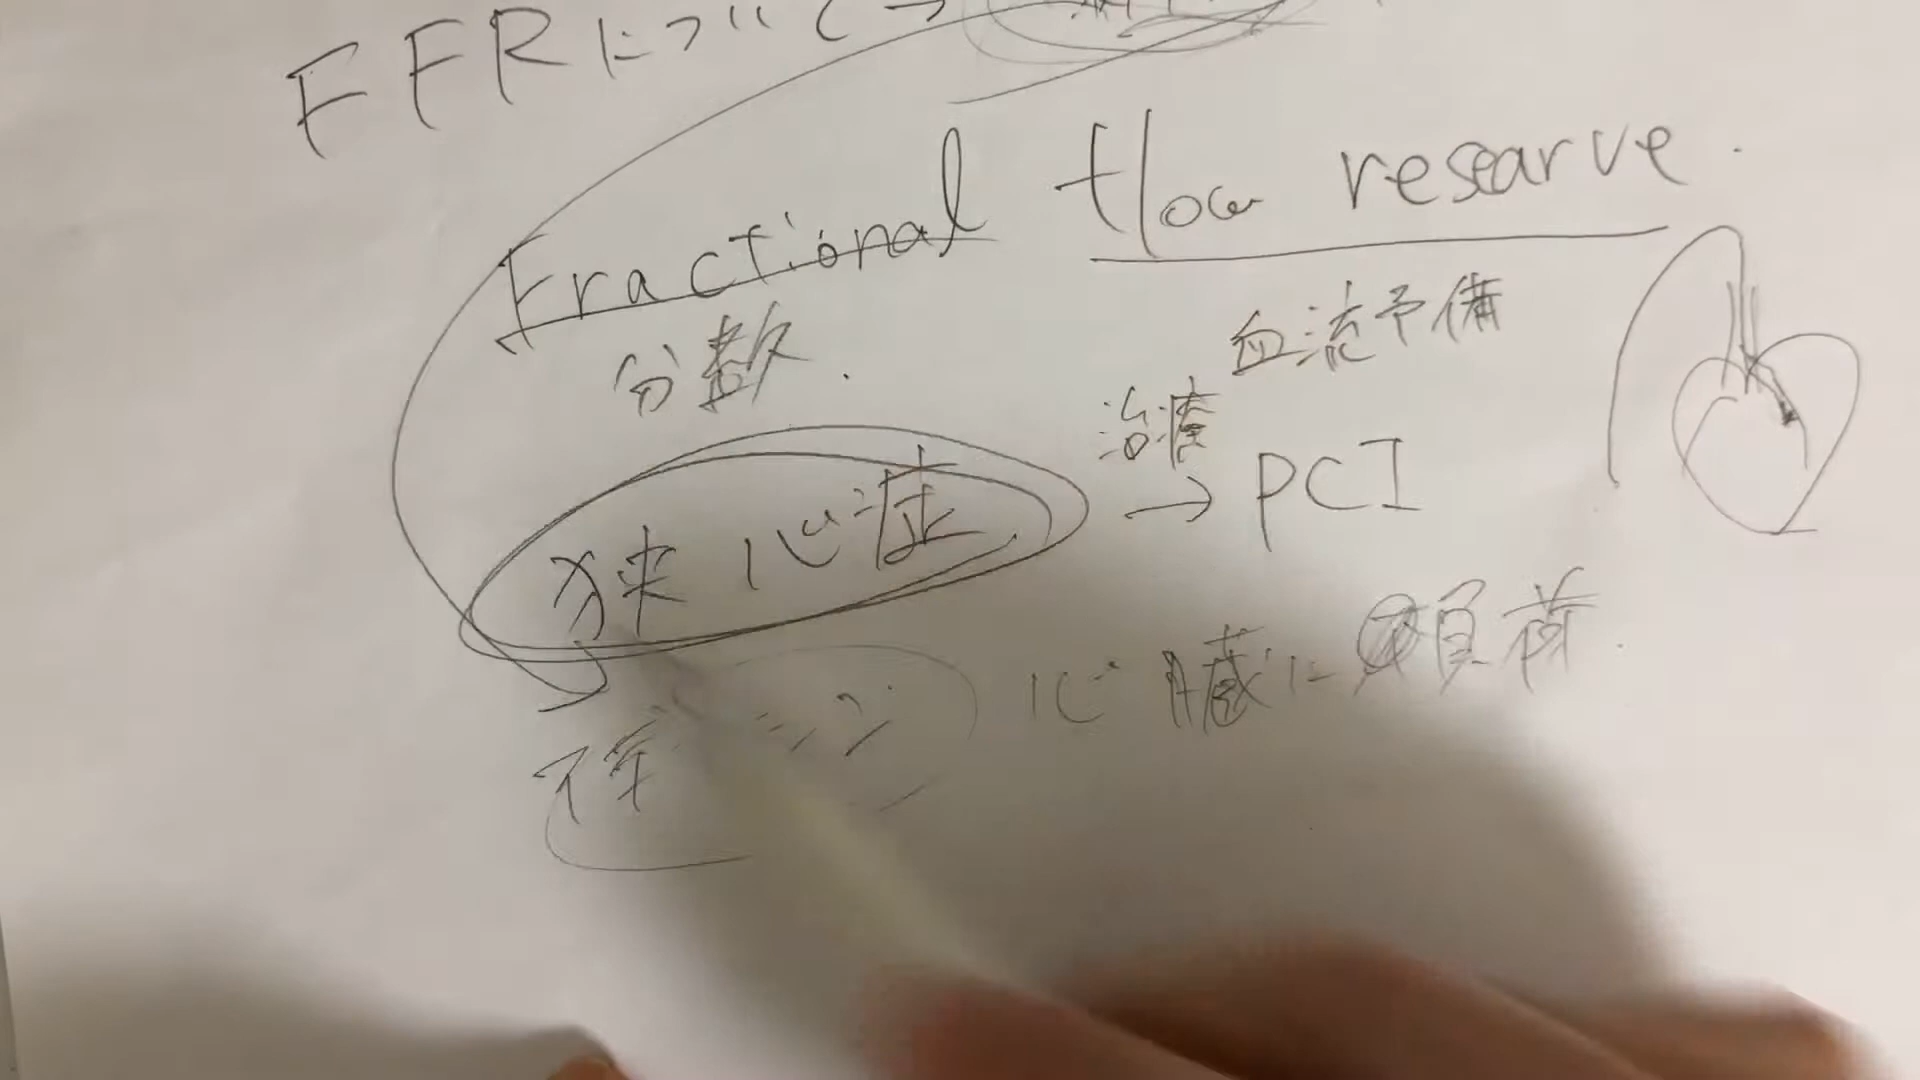 FFRについて→
Fractional flow resarve.
分数.
血流予備
治療
狭心症 → PCI
心臓に負荷.